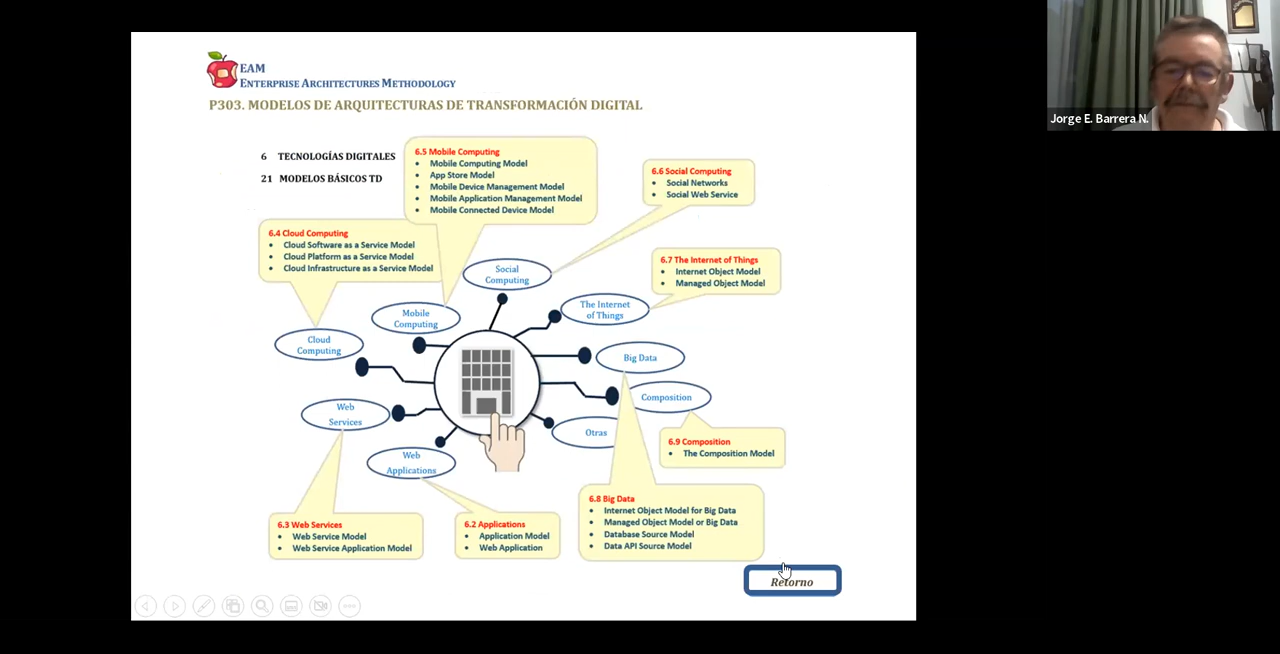 EAM
ENTERPRISE ARCHITECTURES METHODOLOGY
P303. MODELOS DE ARQUITECTURAS DE TRANSFORMACIÓN DIGITAL
Jorge E. Barrera N.
6 TECNOLOGÍAS DIGITALES
21 MODELOS BÁSICOS TD
6.5 Mobile Computing
• Mobile Computing Model
• App Store Model
• Mobile Device Management Model
• Mobile Application Management Model
• Mobile Connected Device Model
6.6 Social Computing
• Social Networks
• Social Web Service
6.4 Cloud Computing
• Cloud Software as a Service Model
• Cloud Platform as a Service Model
• Cloud Infrastructure as a Service Model
6.7 The Internet of Things
• Internet Object Model
• Managed Object Model
Social
Computing
The Internet
of Things
Mobile
Computing
Cloud
Computing
Big Data
Composition
Web
Services
Otras
Web
Applications
6.9 Composition
• The Composition Model
6.8 Big Data
• Internet Object Model for Big Data
• Managed Object Model or Big Data
• Database Source Model
• Data API Source Model
6.3 Web Services
• Web Service Model
• Web Service Application Model
6.2 Applications
• Application Model
• Web Application
Retorno